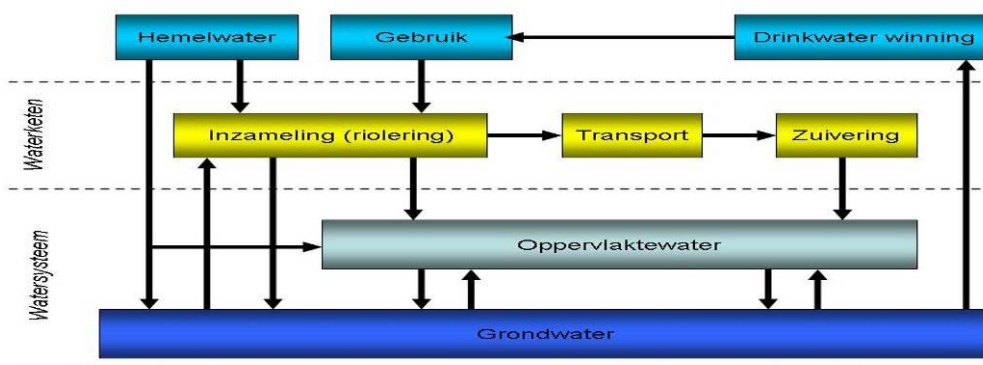 Hemelwater
Gebruik
Drinkwater winning
Waterketen
Inzameling (riolering)
Transport
Zuivering
Watersysteem
Oppervlaktewater
Grondwater